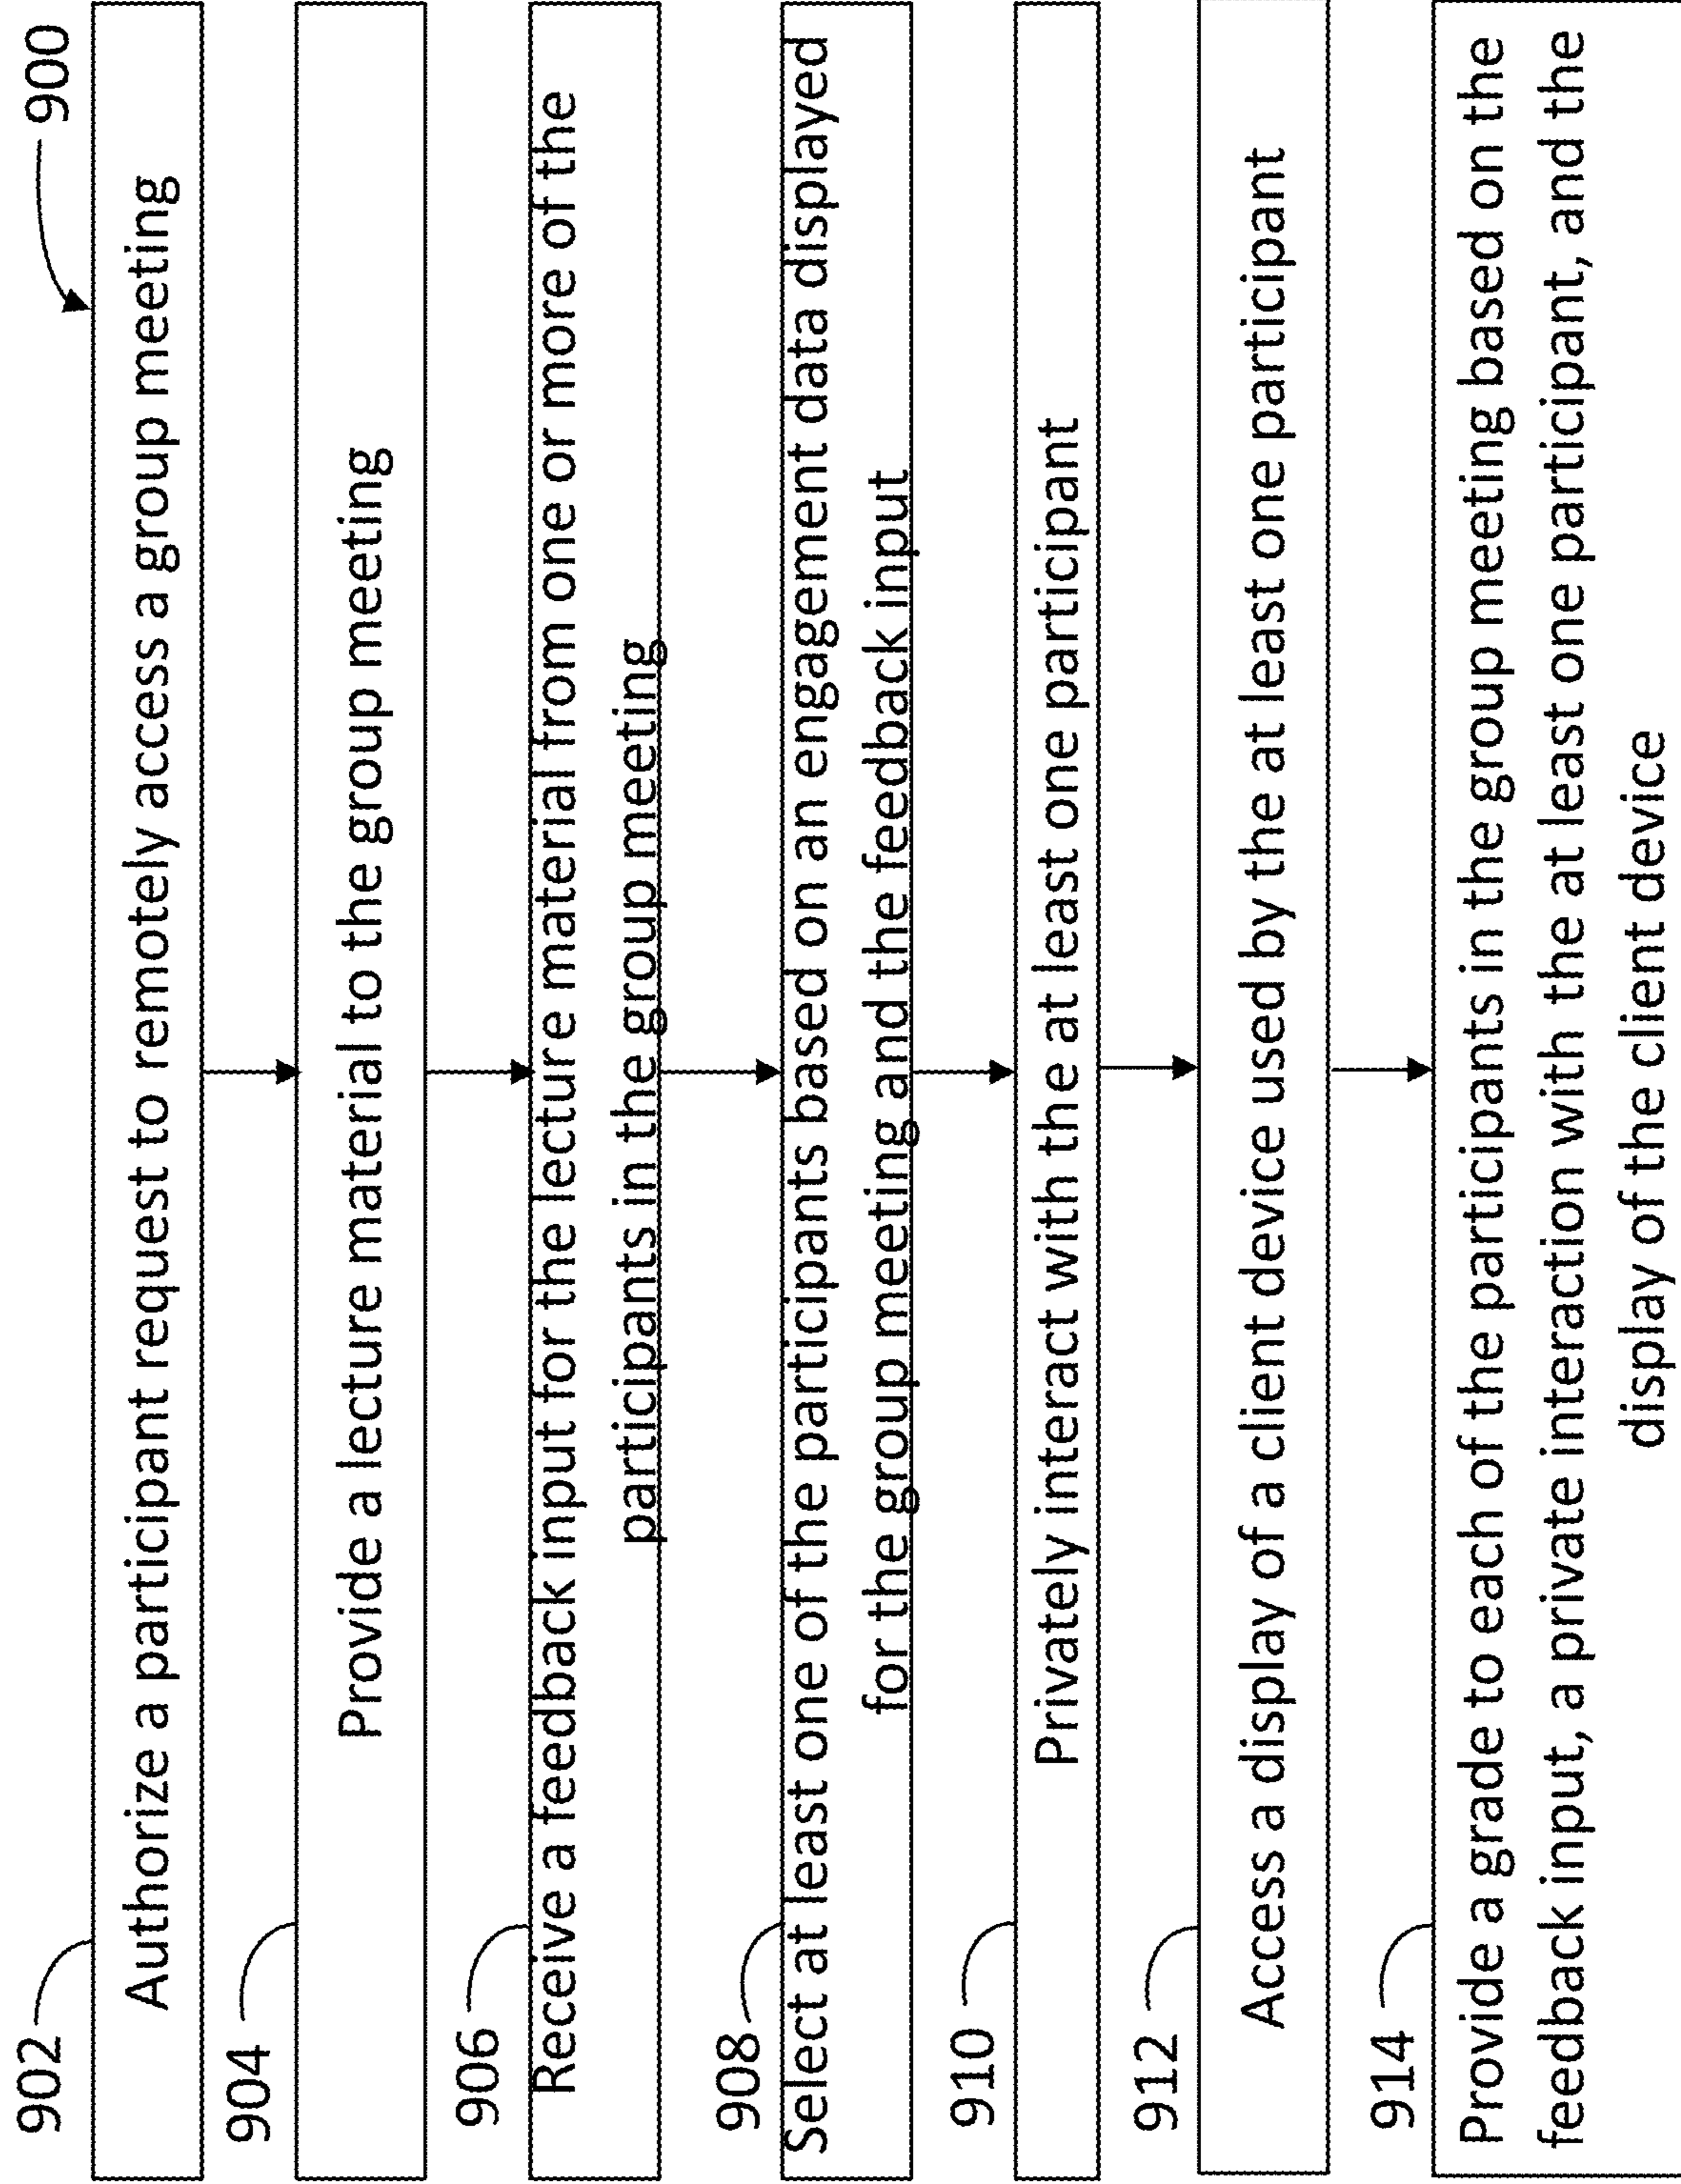 900
902
Authorize a participant request to remotely access a group meeting
904
Provide a lecture material to the group meeting
906
Receive a feedback input for the lecture material from one or more of the
participants in the group meeting
908
Select at least one of the participants based on an engagement data displayed
for the group meeting and the feedback input
910
Privately interact with the at least one participant
912
Access a display of a client device used by the at least one participant
914
Provide a grade to each of the participants in the group meeting based on the
feedback input, a private interaction with the at least one participant, and the
display of the client device